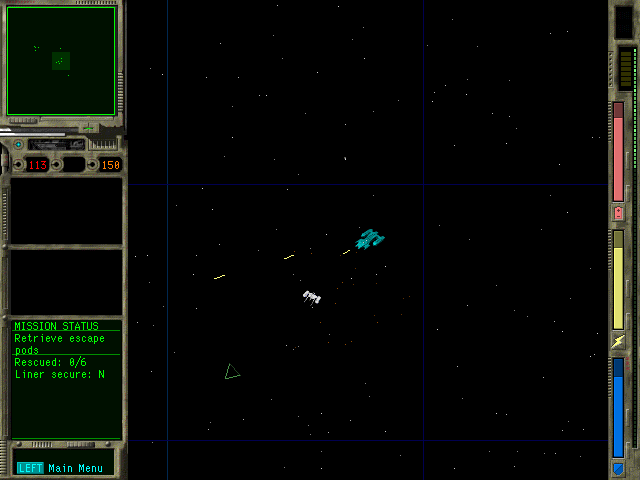 113
150
MISSION STATUS
Retrieve escape
pods
Rescued: 0/6
Liner secure: N
LEFT Main Menu